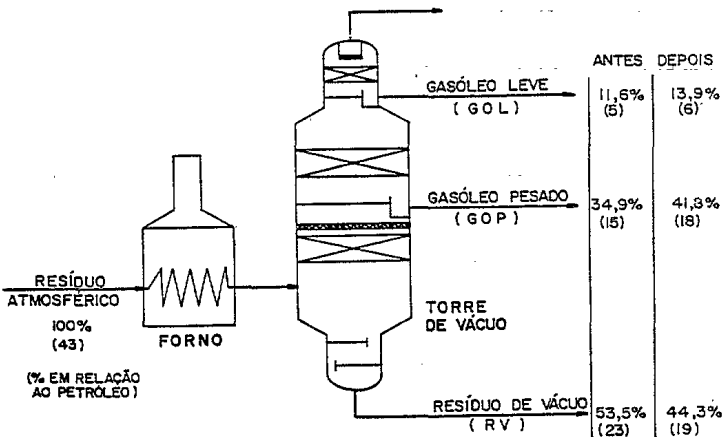 ANTES DEPOIS
GASÓLEO LEVE
(GOL)
11,6% 13,9%
(5) (6)
GASÓLEO PESADO
(GOP)
34,9% 41,8%
(15) (18)
RESÍDUO
ATMOSFÉRICO
100%
(43)
(% EM RELAÇÃO
AO PETRÓLEO)
FORNO
TORRE
DE VÁCUO
RESÍDUO DE VÁCUO
(RV)
53,5% 44,3%
(23) (19)